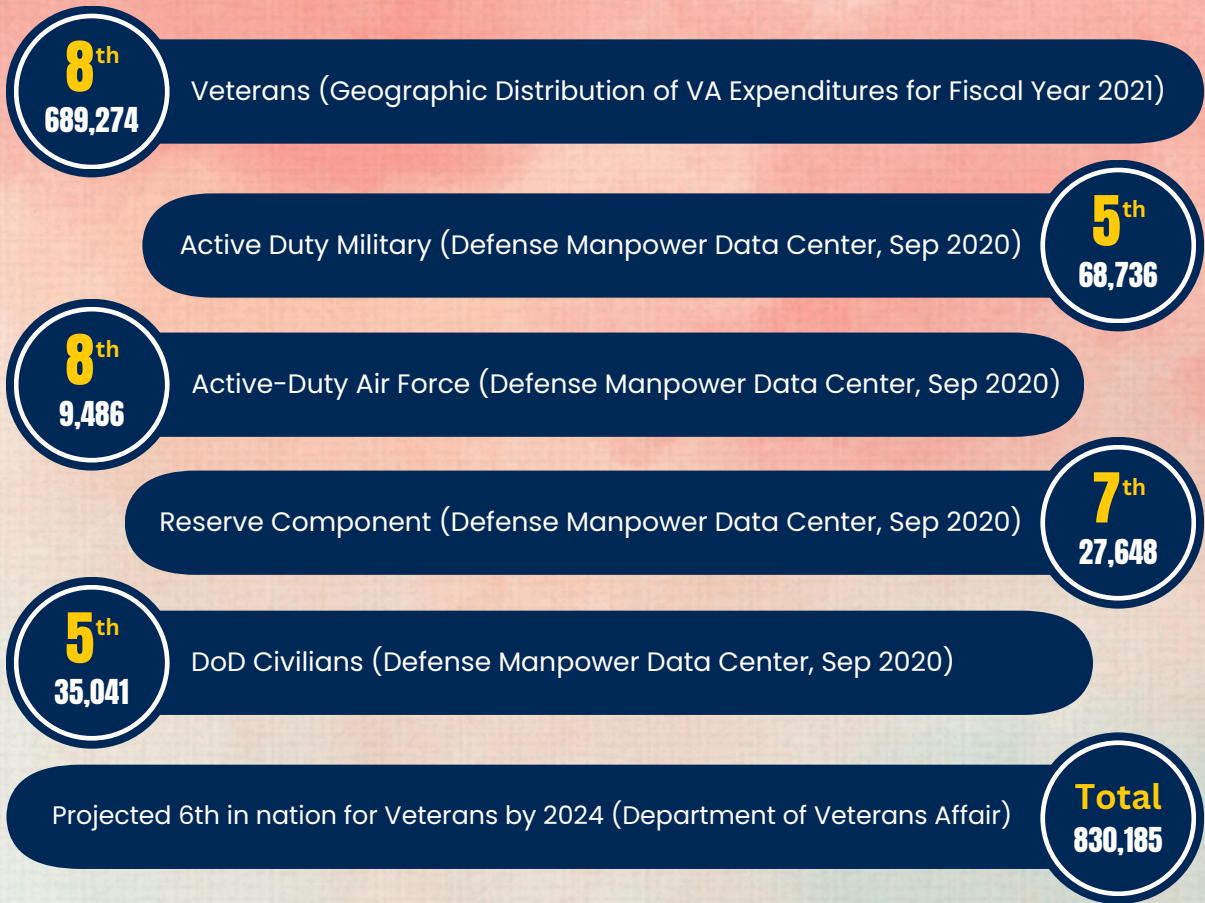 8th
689,274
Veterans (Geographic Distribution of VA Expenditures for Fiscal Year 2021)
Active Duty Military (Defense Manpower Data Center, Sep 2020)
5th
68,736
8th
9,486
Active-Duty Air Force (Defense Manpower Data Center, Sep 2020)
Reserve Component (Defense Manpower Data Center, Sep 2020)
7th
27,648
5th
35,041
DoD Civilians (Defense Manpower Data Center, Sep 2020)
Projected 6th in nation for Veterans by 2024 (Department of Veterans Affair)
Total
830,185